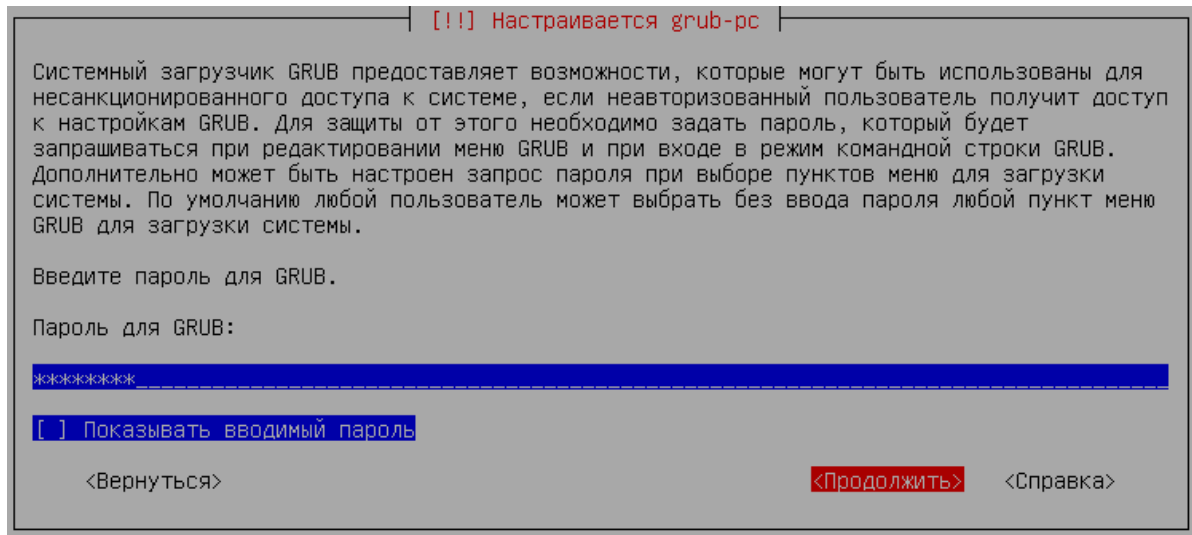 [!!] Настраивается grub-pc
Системный загрузчик GRUB предоставляет возможности, которые могут быть использованы для
несанкционированного доступа к системе, если неавторизованный пользователь получит доступ
к настройкам GRUB. Для защиты от этого необходимо задать пароль, который будет
запрашиваться при редактировании меню GRUB и при входе в режим командной строки GRUB.
Дополнительно может быть настроен запрос пароля при выборе пунктов меню для загрузки
системы. По умолчанию любой пользователь может выбрать без ввода пароля любой пункт меню
GRUB для загрузки системы.
Введите пароль для GRUB.
Пароль для GRUB:
********
[ ] Показывать вводимый пароль
<Вернуться> <Продолжить> <Справка>